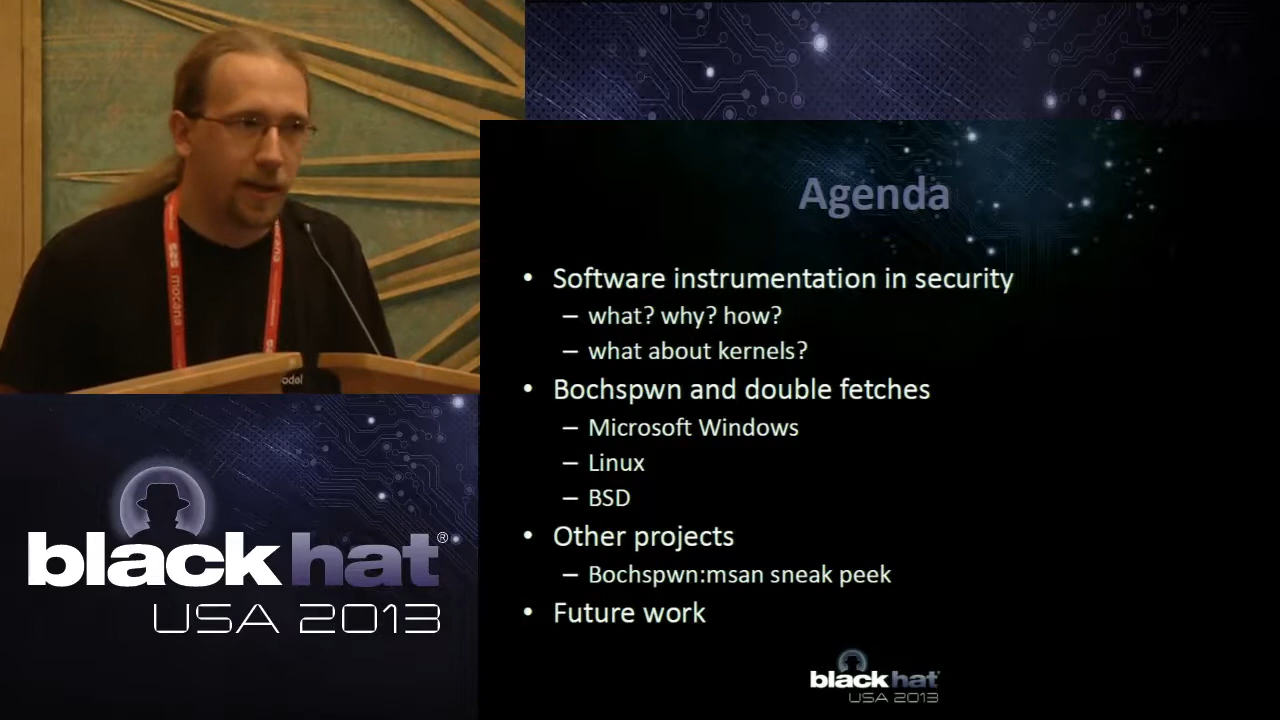 Agenda
• Software instrumentation in security
– what? why? how?
– what about kernels?
• Bochspwn and double fetches
– Microsoft Windows
– Linux
– BSD
• Other projects
– Bochspwn:msan sneak peek
• Future work
black hat®
USA 2013
black hat
USA 2013
mocana
odel